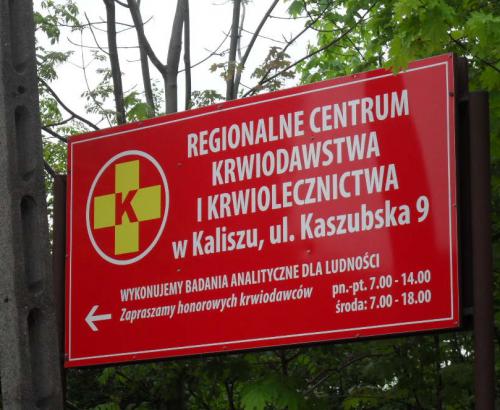 REGIONALNE CENTRUM
KRWIODAWSTWA
I KRWIOLECZNICTWA
w Kaliszu, ul. Kaszubska 9
K
WYKONUJEMY BADANIA ANALITYCZNE DLA LUDNOŚCI
Zapraszamy honorowych krwiodawców
pn.-pt. 7.00 - 14.00
środa: 7.00 - 18.00